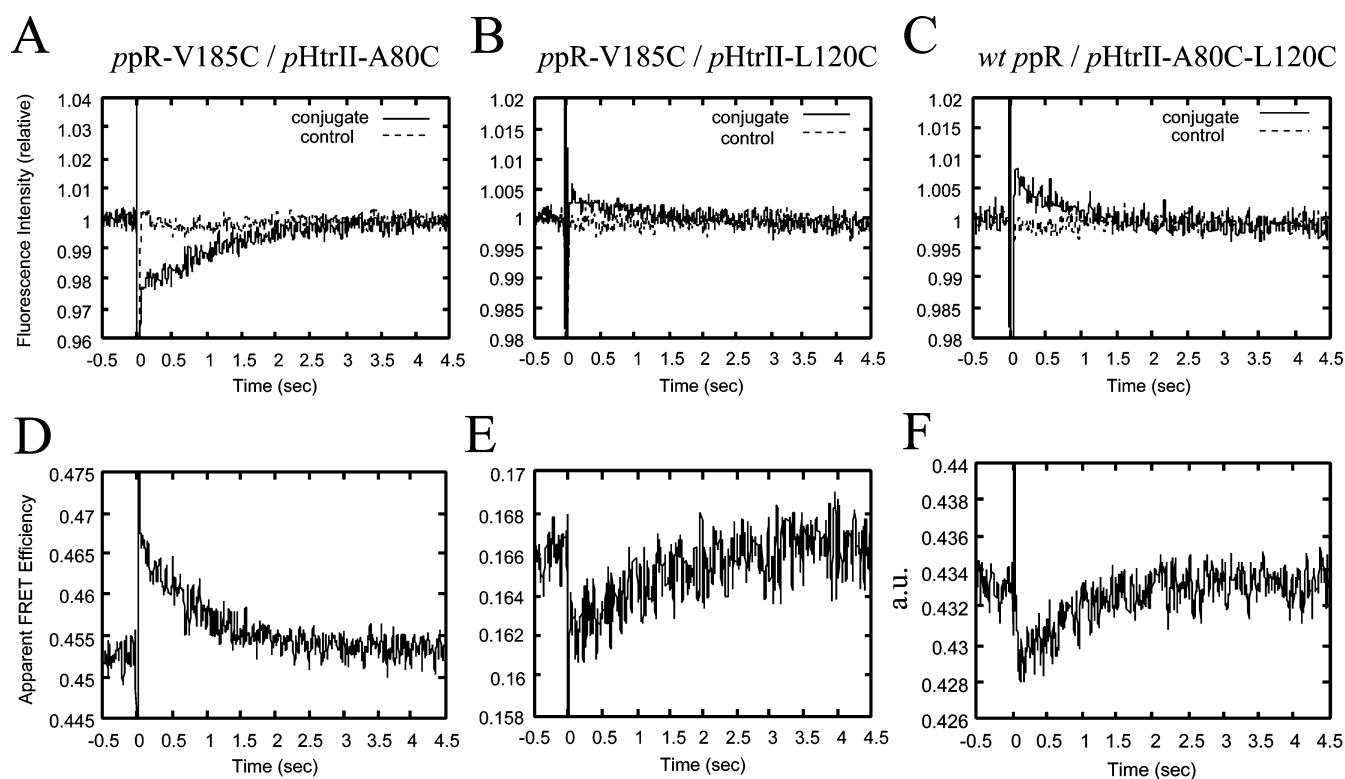 A
B
C
ppR-V185C / pHtrII-A80C
ppR-V185C / pHtrII-L120C
wt ppR / pHtrII-A80C-L120C
Fluorescence Intensity (relative)
1.04
1.03
1.02
1.01
1
0.99
0.98
0.97
0.96
conjugate
control
-0.5 0 0.5 1 1.5 2 2.5 3 3.5 4 4.5
Time (sec)
1.02
1.015
1.01
1.005
1
0.995
0.99
0.985
0.98
conjugate
control
-0.5 0 0.5 1 1.5 2 2.5 3 3.5 4 4.5
Time (sec)
1.02
1.015
1.01
1.005
1
0.995
0.99
0.985
0.98
conjugate
control
-0.5 0 0.5 1 1.5 2 2.5 3 3.5 4 4.5
Time (sec)
D
E
F
Apparent FRET Efficiency
0.475
0.47
0.465
0.46
0.455
0.45
0.445
-0.5 0 0.5 1 1.5 2 2.5 3 3.5 4 4.5
Time (sec)
0.17
0.168
0.166
0.164
0.162
0.16
0.158
-0.5 0 0.5 1 1.5 2 2.5 3 3.5 4 4.5
Time (sec)
a.u.
0.44
0.438
0.436
0.434
0.432
0.43
0.428
0.426
-0.5 0 0.5 1 1.5 2 2.5 3 3.5 4 4.5
Time (sec)